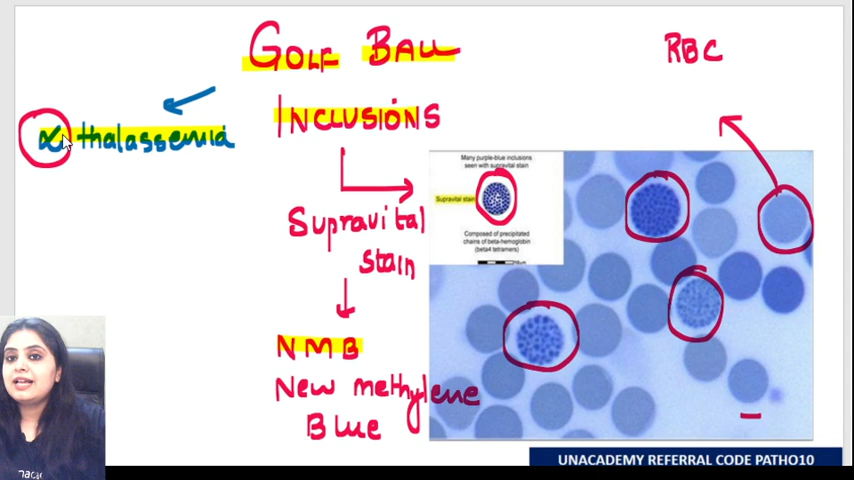 GOLF BALL
INCLUSIONS
RBC
α thalassemia
Supravital
stain
NMB
New methylene
Blue
Many purple-blue inclusions
seen with supravital stain
Supravital stain
Composed of precipitated
chains of beta-hemoglobin
(beta4 tetramers)
UNACADEMY REFERRAL CODE PATHO10